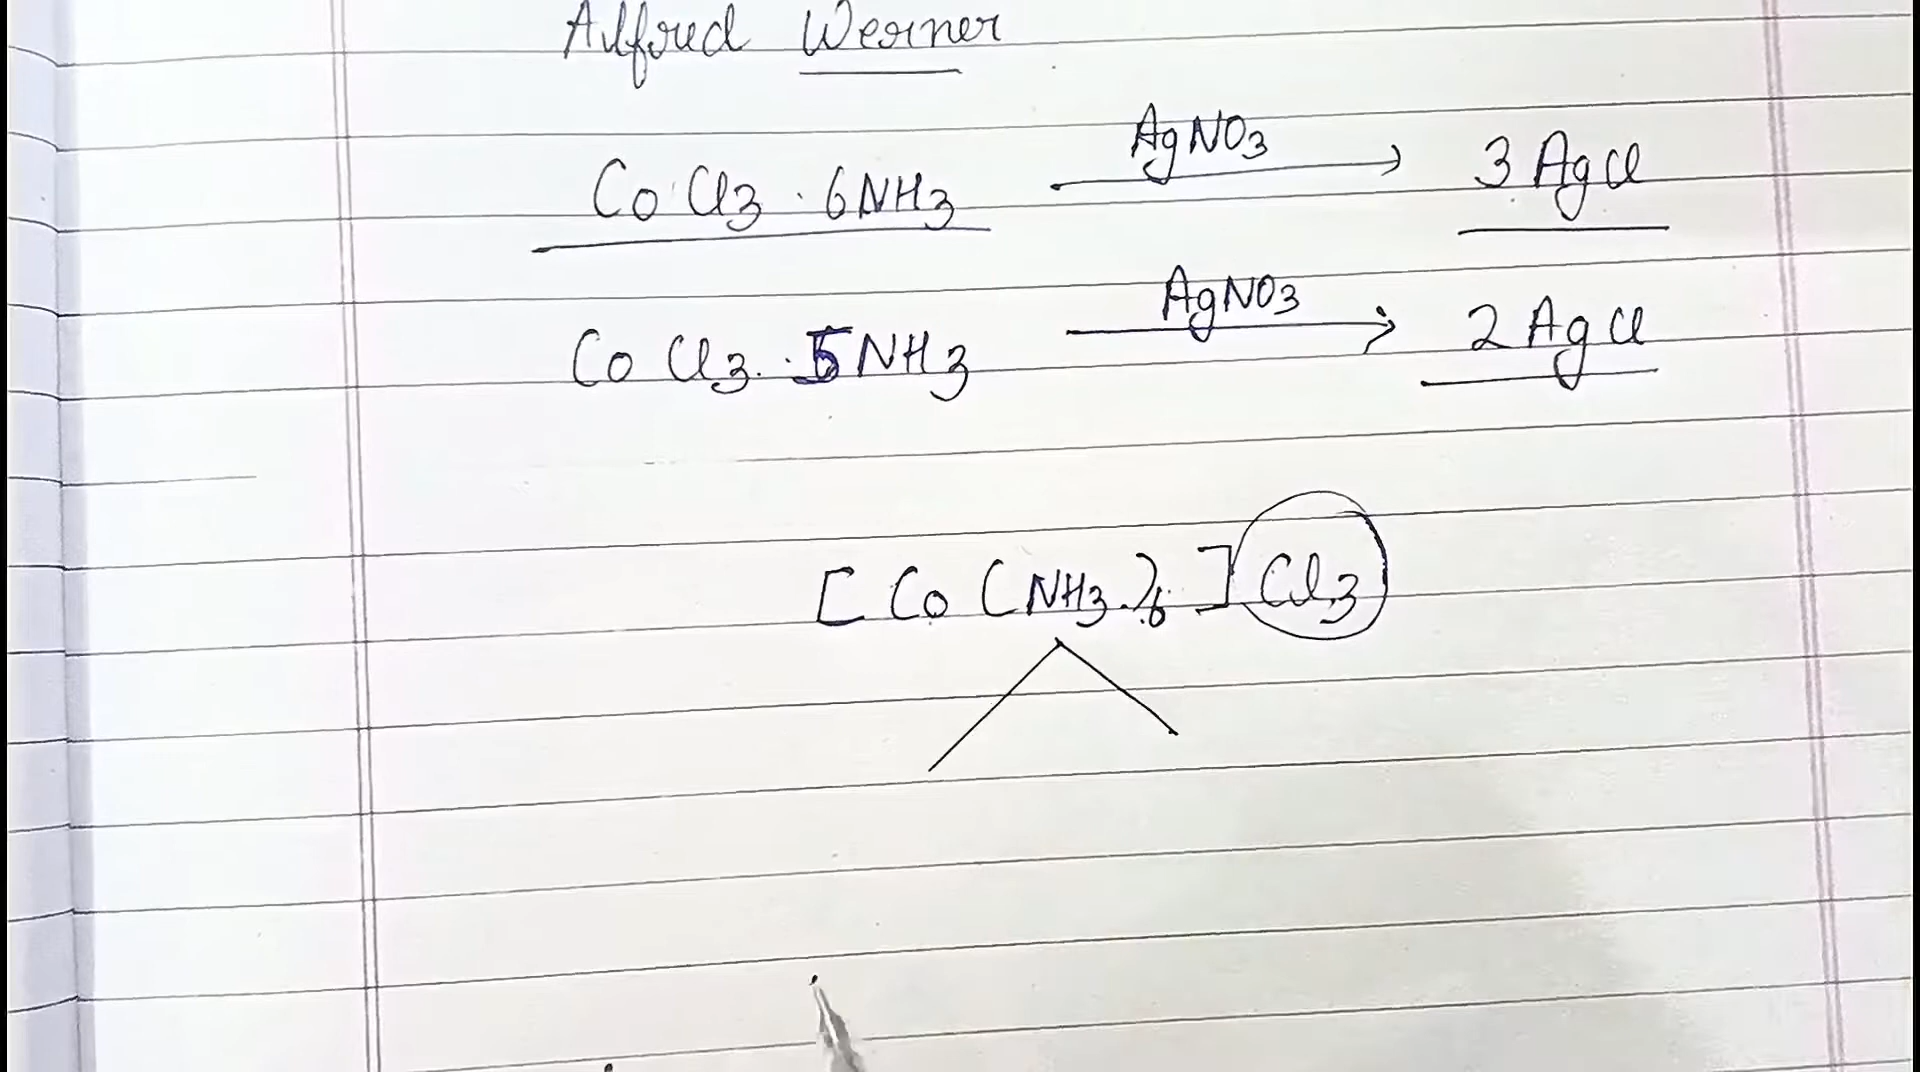 Alfred Werner
CoCl3 . 6NH3 AgNO3 → 3 AgCl
CoCl3 . 5NH3 AgNO3 → 2 AgCl
[Co(NH3)6]Cl3